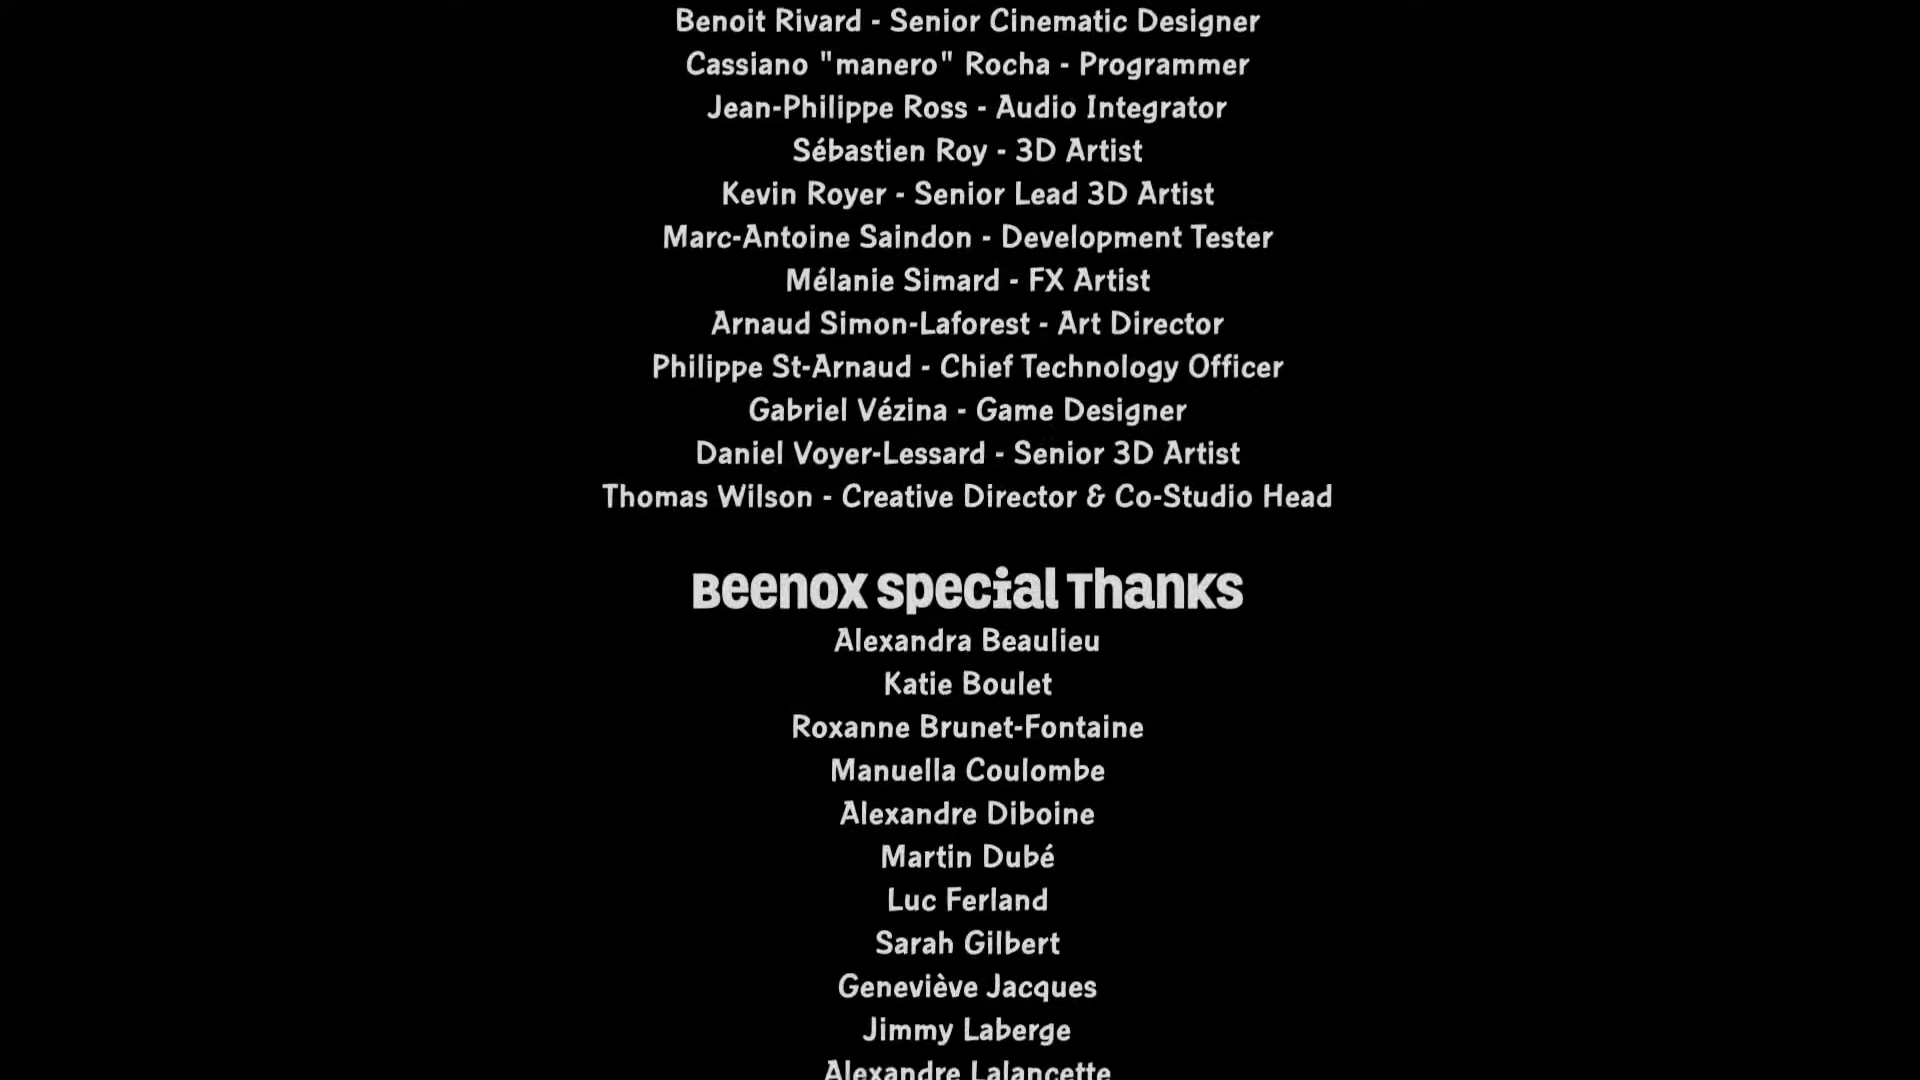 Benoit Rivard - Senior Cinematic Designer
Cassiano "manero" Rocha - Programmer
Jean-Philippe Ross - Audio Integrator
Sébastien Roy - 3D Artist
Kevin Royer - Senior Lead 3D Artist
Marc-Antoine Saindon - Development Tester
Mélanie Simard - FX Artist
Arnaud Simon-Laforest - Art Director
Philippe St-Arnaud - Chief Technology Officer
Gabriel Vézina - Game Designer
Daniel Voyer-Lessard - Senior 3D Artist
Thomas Wilson - Creative Director & Co-Studio Head
Beenox Special Thanks
Alexandra Beaulieu
Katie Boulet
Roxanne Brunet-Fontaine
Manuella Coulombe
Alexandre Diboine
Martin Dubé
Luc Ferland
Sarah Gilbert
Geneviève Jacques
Jimmy Laberge
Alexandre Lalancette